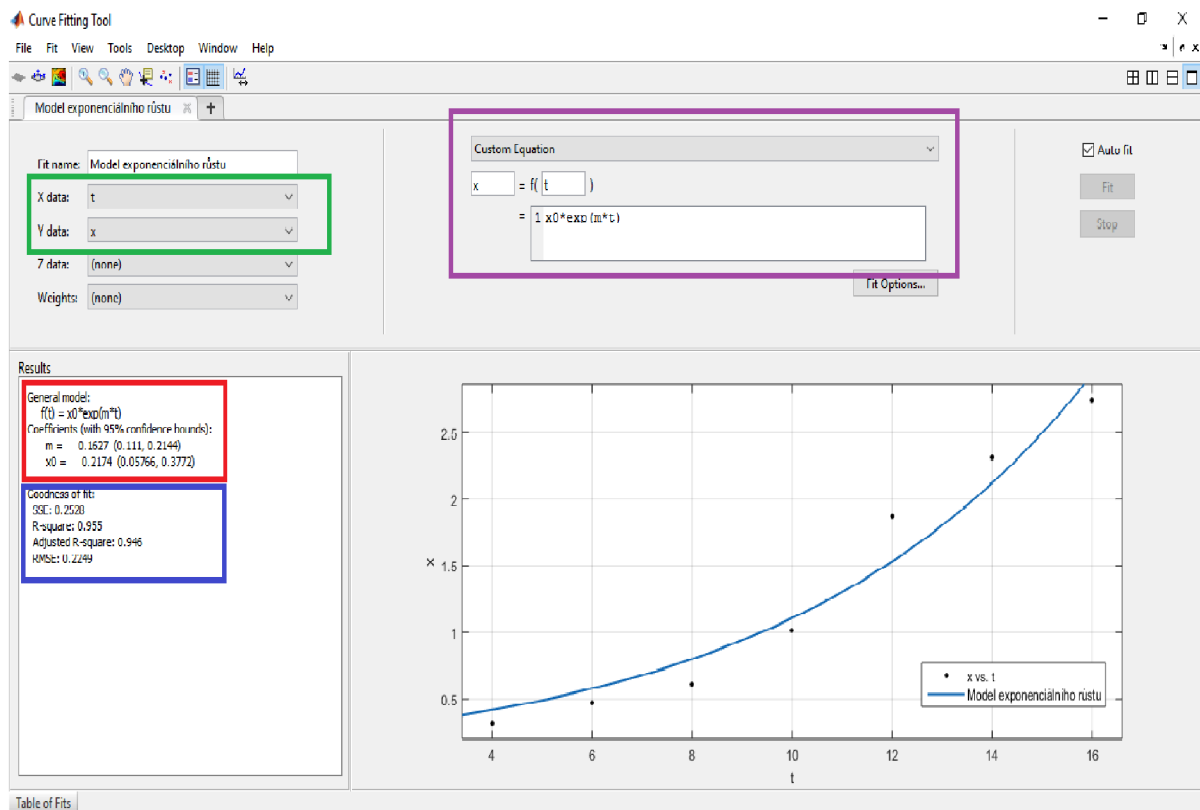 Curve Fitting Tool
File Fit View Tools Desktop Window Help
Model exponenciálního růstu
Fit name: Model exponenciálního růstu
X data: t
Y data: x
Z data: (none)
Weights: (none)
Custom Equation
x = f( t )
= 1 x0*exp(m*t)
Fit Options...
Auto fit
Fit
Stop
Results
General model:
f(t) = x0*exp(m*t)
Coefficients (with 95% confidence bounds):
m = 0.1627 (0.111, 0.2144)
x0 = 0.2174 (0.05766, 0.3772)
Goodness of fit:
SSE: 0.2528
R-square: 0.955
Adjusted R-square: 0.946
RMSE: 0.2249
2.5
2
1.5
1
0.5
x
4 6 8 10 12 14 16
t
x vs. t
Model exponenciálního růstu
Table of Fits